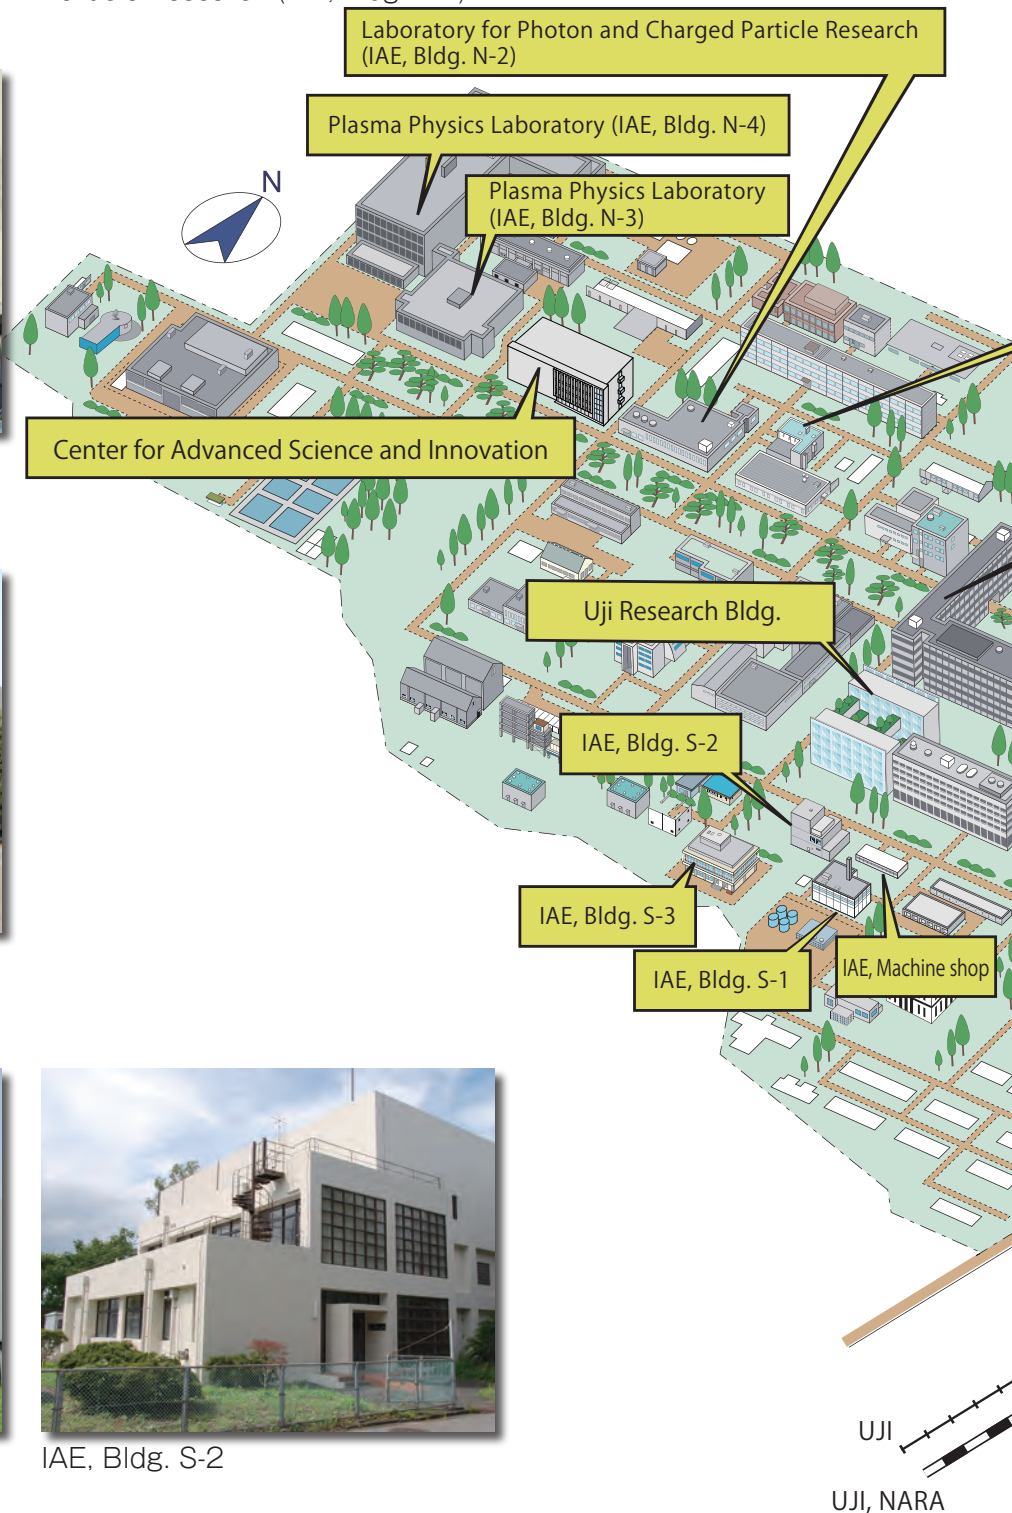 Laboratory for Photon and Charged Particle Research
(IAE, Bldg. N-2)
Plasma Physics Laboratory (IAE, Bldg. N-4)
N
Plasma Physics Laboratory
(IAE, Bldg. N-3)
Center for Advanced Science and Innovation
Uji Research Bldg.
IAE, Bldg. S-2
IAE, Bldg. S-3
IAE, Bldg. S-1
IAE, Machine shop
IAE, Bldg. S-2
UJI
UJI, NARA